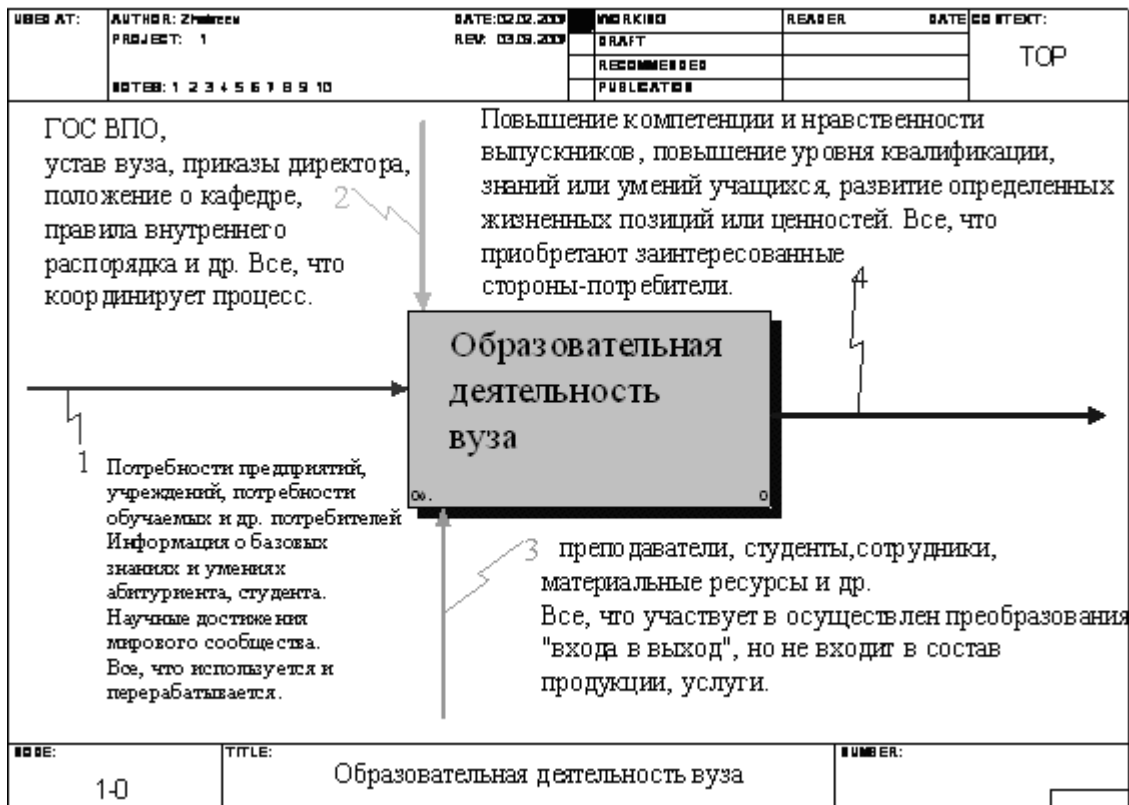 USED AT:
AUTHOR: Zhabreev
DATE:02.02.2009
WORKING
READER
DATE
CONTEXT:
PROJECT: 1
REV: 03.09.2009
DRAFT
TOP
RECOMMENDED
NOTES: 1 2 3 4 5 6 7 8 9 10
PUBLICATION
ГОС ВПО,
устав вуза, приказы директора,
положение о кафедре,
правила внутреннего
распорядка и др. Все, что
координирует процесс.
2
Повышение компетенции и нравственности
выпускников, повышение уровня квалификации,
знаний или умений учащихся, развитие определенных
жизненных позиций или ценностей. Все, что
приобретают заинтересованные
стороны-потребители.
4
Образовательная
деятельность
вуза
0р.
0
1
Потребности предприятий,
учреждений, потребности
обучаемых и др. потребителей
Информация о базовых
знаниях и умениях
абитуриента, студента.
Научные достижения
мирового сообщества.
Все, что используется и
перерабатывается.
3
преподаватели, студенты,сотрудники,
материальные ресурсы и др.
Все, что участвует в осуществлен преобразования
"входа в выход", но не входит в состав
продукции, услуги.
NODE:
TITLE:
NUMBER:
1-0
Образовательная деятельность вуза